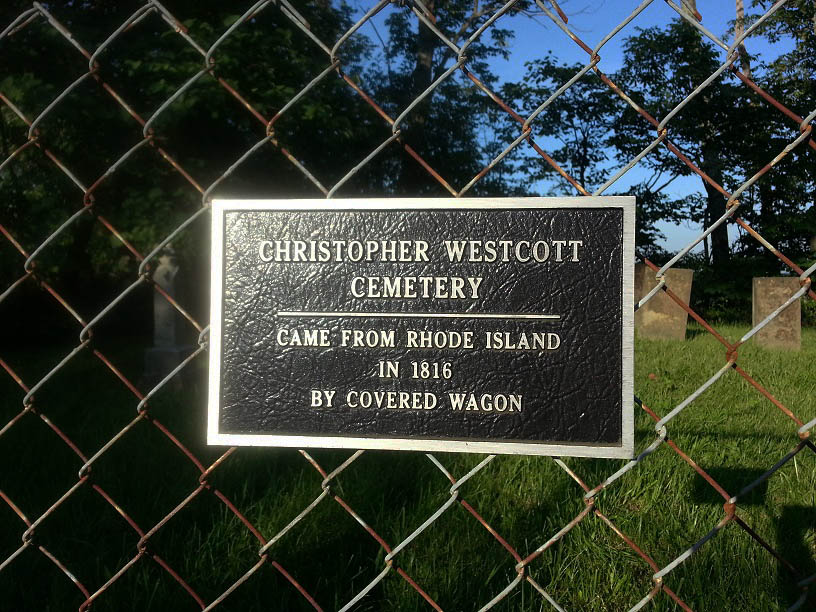 CHRISTOPHER WESTCOTT
CEMETERY
CAME FROM RHODE ISLAND
IN 1816
BY COVERED WAGON